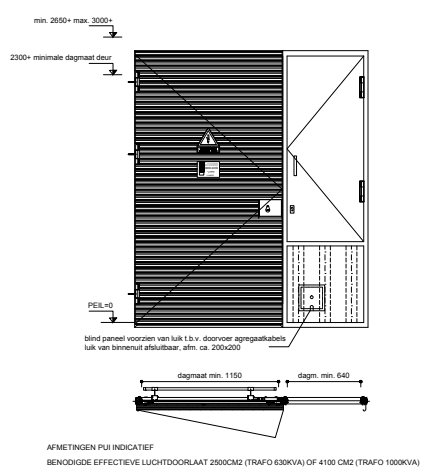 min. 2650+ max. 3000+
2300+ minimale dagmaat deur
PEIL=0
blind paneel voorzien van luik t.b.v. doorvoer agregaatkabels
luik van binnenuit afsluitbaar, afm. ca. 200x200
dagmaat min. 1150
dagm. min. 640
AFMETINGEN PUI INDICATIEF
BENODIGDE EFFECTIEVE LUCHTDOORLAAT 2500CM2 (TRAFO 630KVA) OF 4100 CM2 (TRAFO 1000KVA)